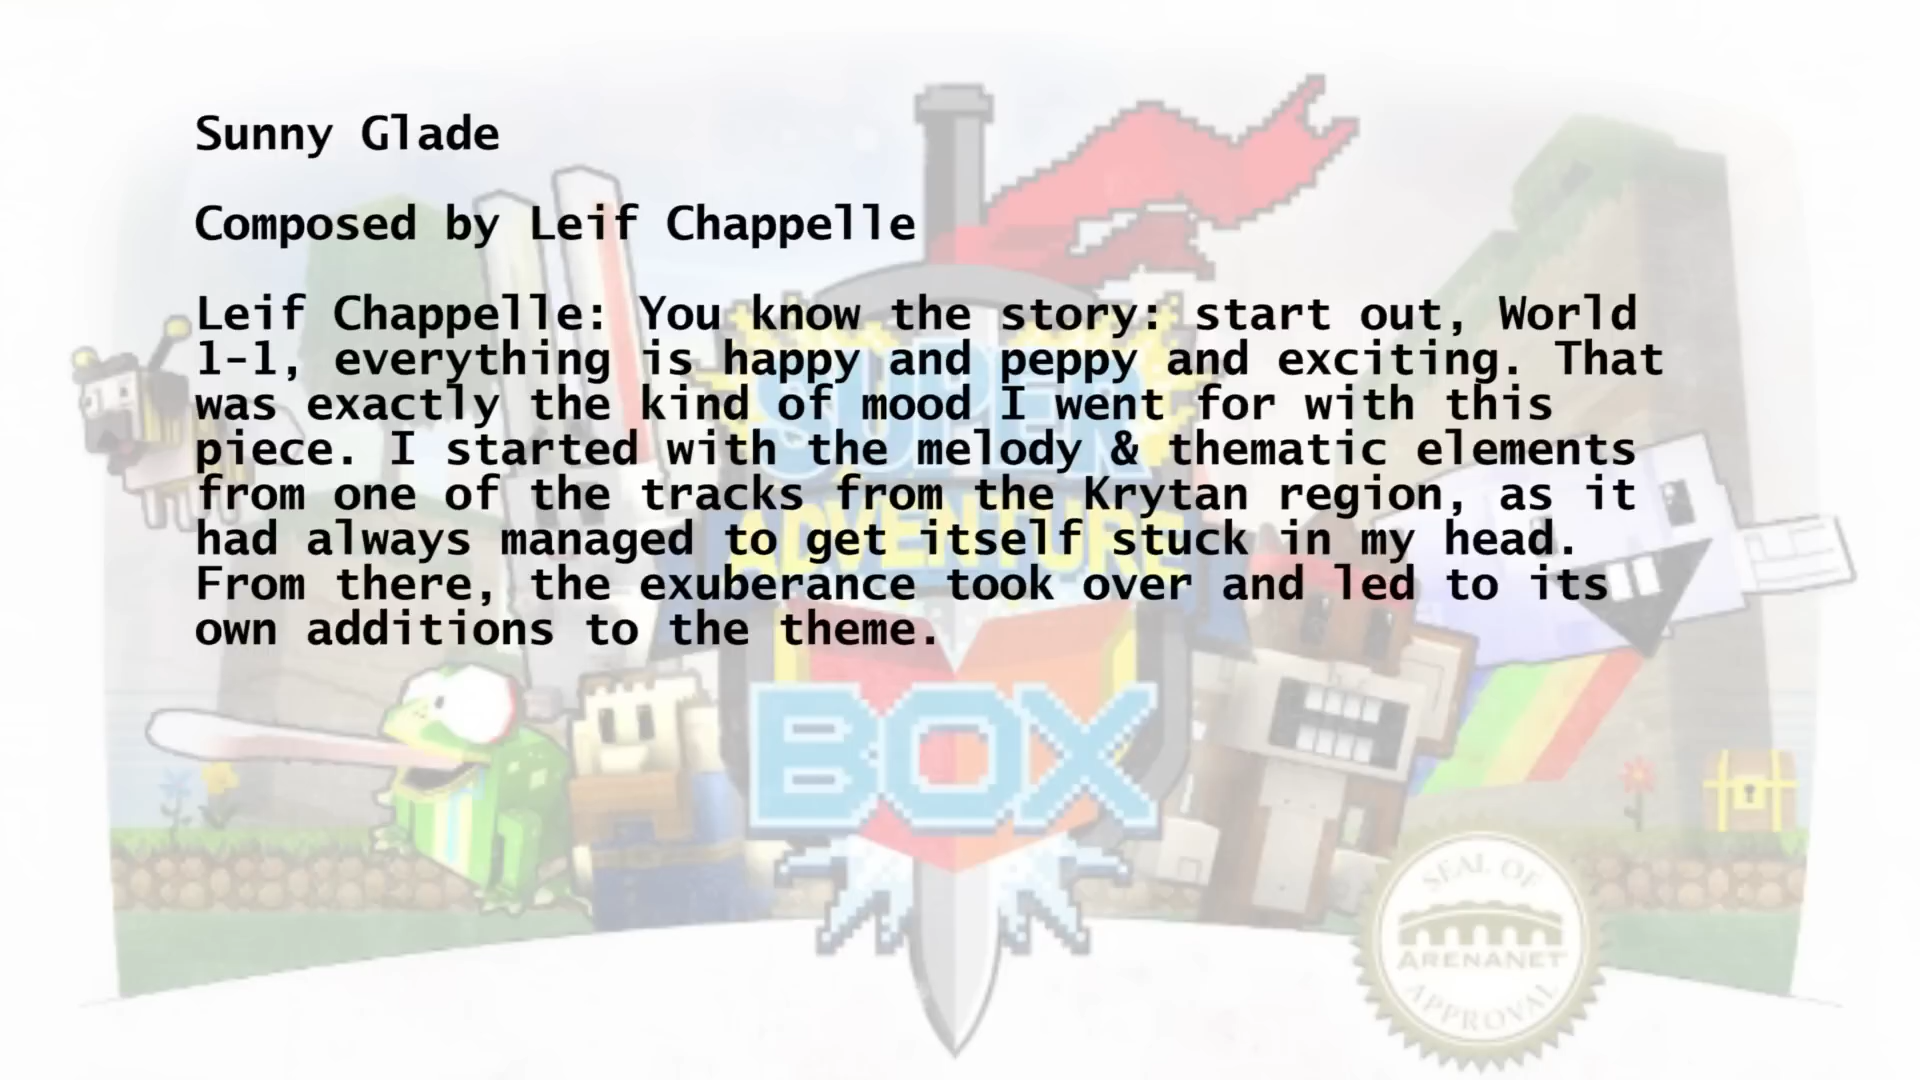 Sunny Glade
Composed by Leif Chappelle
Leif Chappelle: You know the story: start out, World
1-1, everything is happy and peppy and exciting. That
was exactly the kind of mood I went for with this
piece. I started with the melody & thematic elements
from one of the tracks from the Krytan region, as it
had always managed to get itself stuck in my head.
From there, the exuberance took over and led to its
own additions to the theme.
SUPER
ADVENTURE
BOX
SEAL OF
ARENANET
APPROVAL